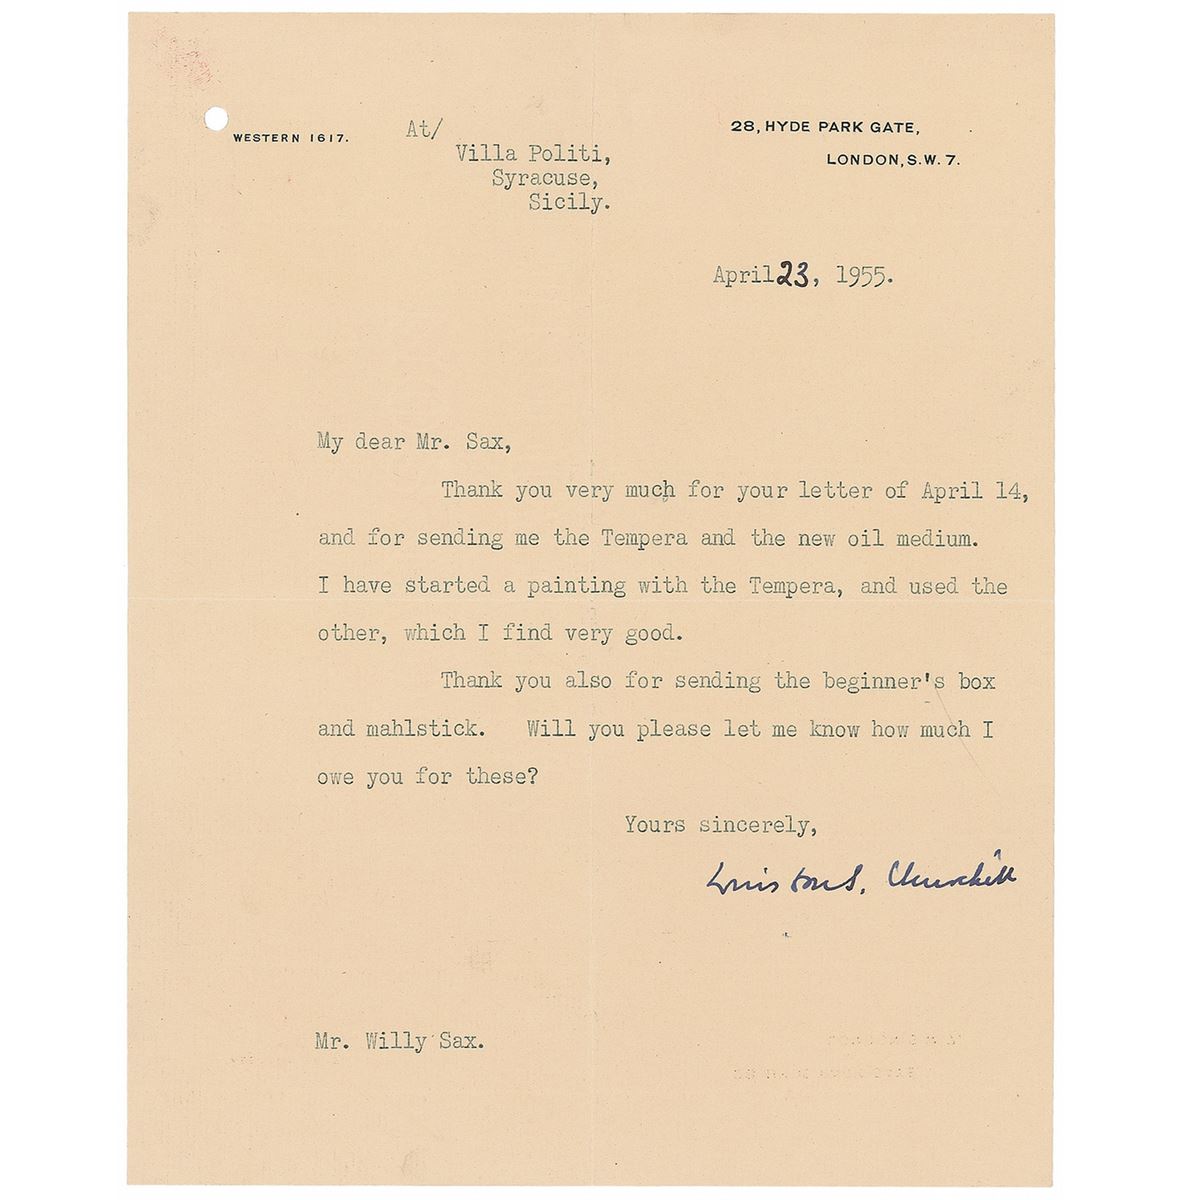 WESTERN 1617.
28, HYDE PARK GATE,
LONDON, S.W. 7.
At/
Villa Politi,
Syracuse,
Sicily.
April 23, 1955.
My dear Mr. Sax,
Thank you very much for your letter of April 14,
and for sending me the Tempera and the new oil medium.
I have started a painting with the Tempera, and used the
other, which I find very good.
Thank you also for sending the beginner's box
and mahlstick. Will you please let me know how much I
owe you for these?
Yours sincerely,
Winston S. Churchill
Mr. Willy Sax.